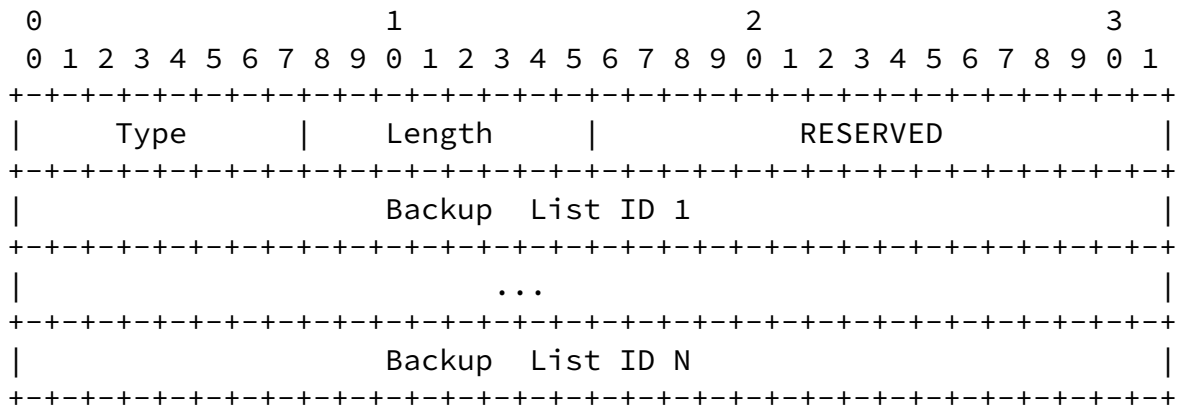 0                   1                   2                   3
 0 1 2 3 4 5 6 7 8 9 0 1 2 3 4 5 6 7 8 9 0 1 2 3 4 5 6 7 8 9 0 1
+-+-+-+-+-+-+-+-+-+-+-+-+-+-+-+-+-+-+-+-+-+-+-+-+-+-+-+-+-+-+-+-+
|     Type      |    Length     |           RESERVED            |
+-+-+-+-+-+-+-+-+-+-+-+-+-+-+-+-+-+-+-+-+-+-+-+-+-+-+-+-+-+-+-+-+
|                    Backup  List ID 1                          |
+-+-+-+-+-+-+-+-+-+-+-+-+-+-+-+-+-+-+-+-+-+-+-+-+-+-+-+-+-+-+-+-+
|                          ...                                  |
+-+-+-+-+-+-+-+-+-+-+-+-+-+-+-+-+-+-+-+-+-+-+-+-+-+-+-+-+-+-+-+-+
|                    Backup  List ID N                          |
+-+-+-+-+-+-+-+-+-+-+-+-+-+-+-+-+-+-+-+-+-+-+-+-+-+-+-+-+-+-+-+-+